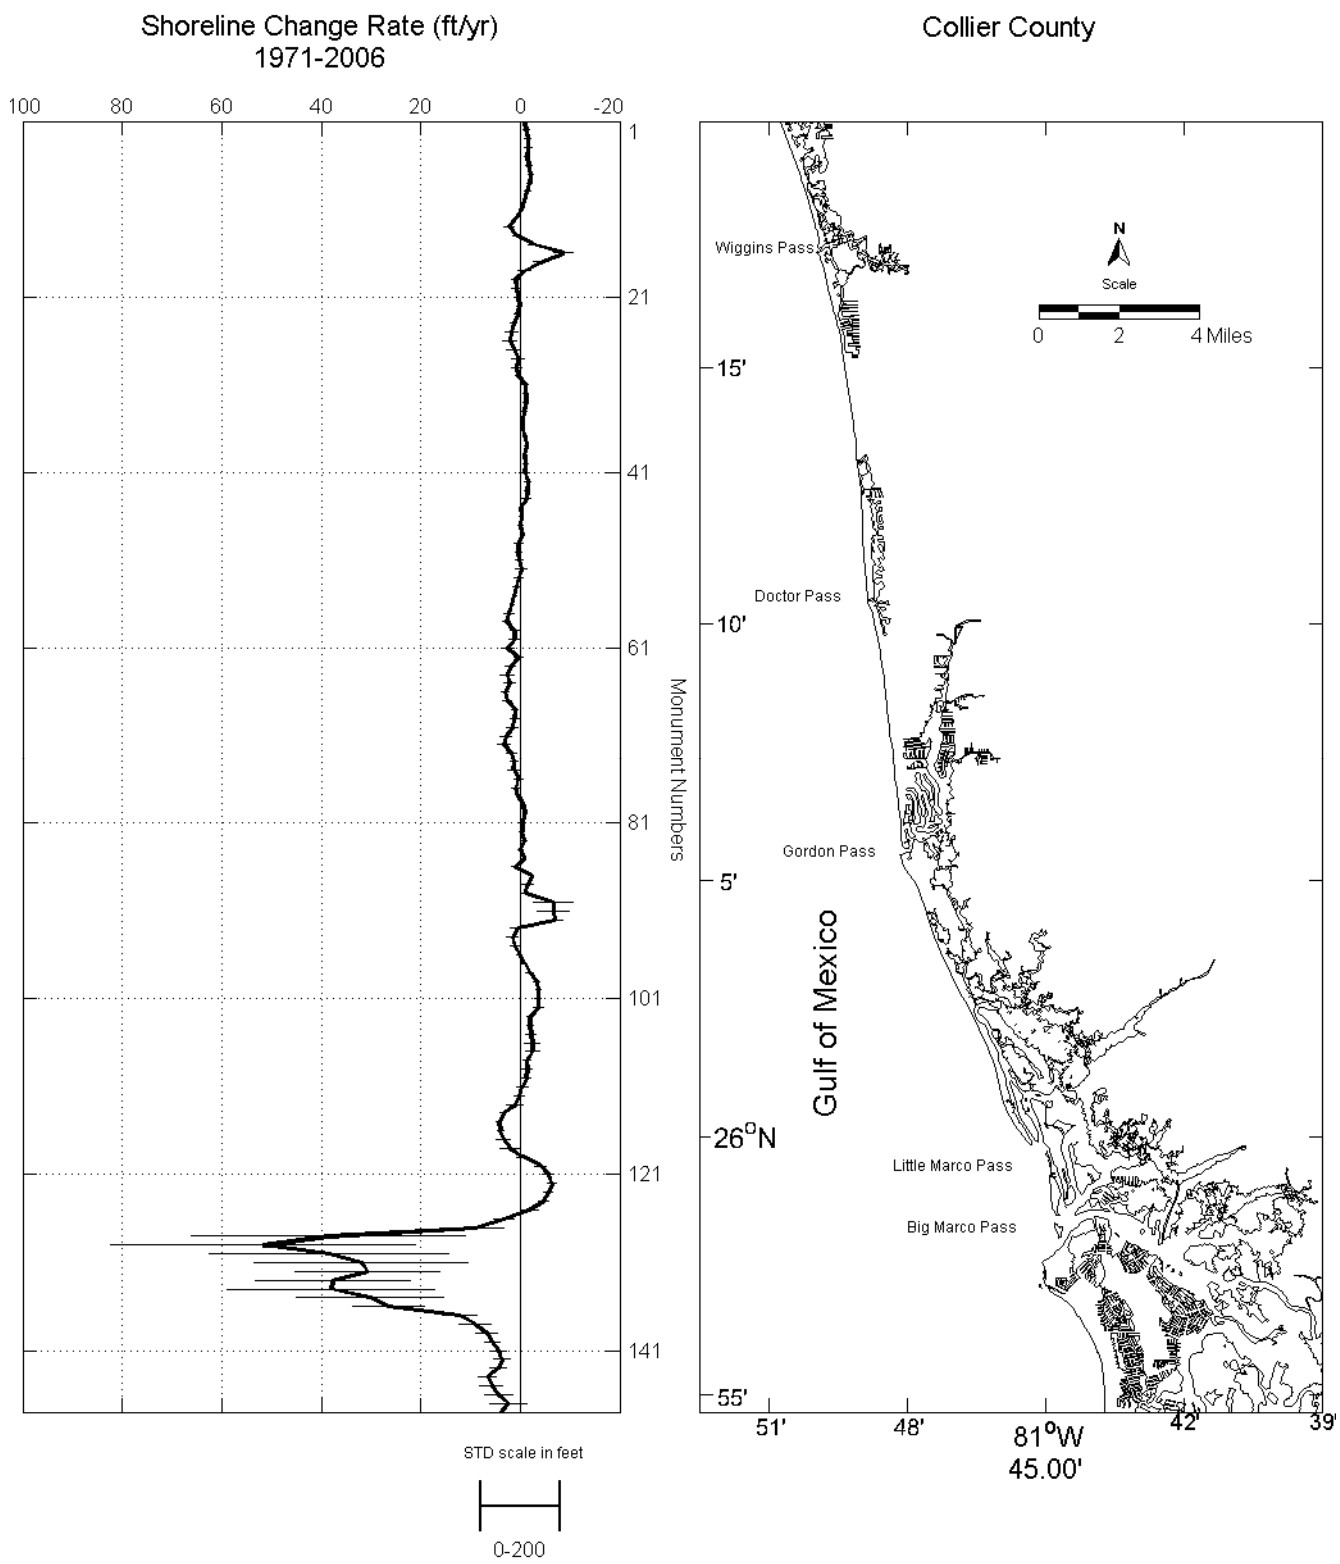 Shoreline Change Rate (ft/yr)
1971-2006
100 80 60 40 20 0 -20
1
21
41
61
81
101
121
141
Monument Numbers
STD scale in feet
0-200
Collier County
Wiggins Pass
N
Scale
0 2 4 Miles
15'
Doctor Pass
10'
Gordon Pass
5'
Gulf of Mexico
26°N
Little Marco Pass
Big Marco Pass
55'
51' 48' 81°W 42' 39'
45.00'